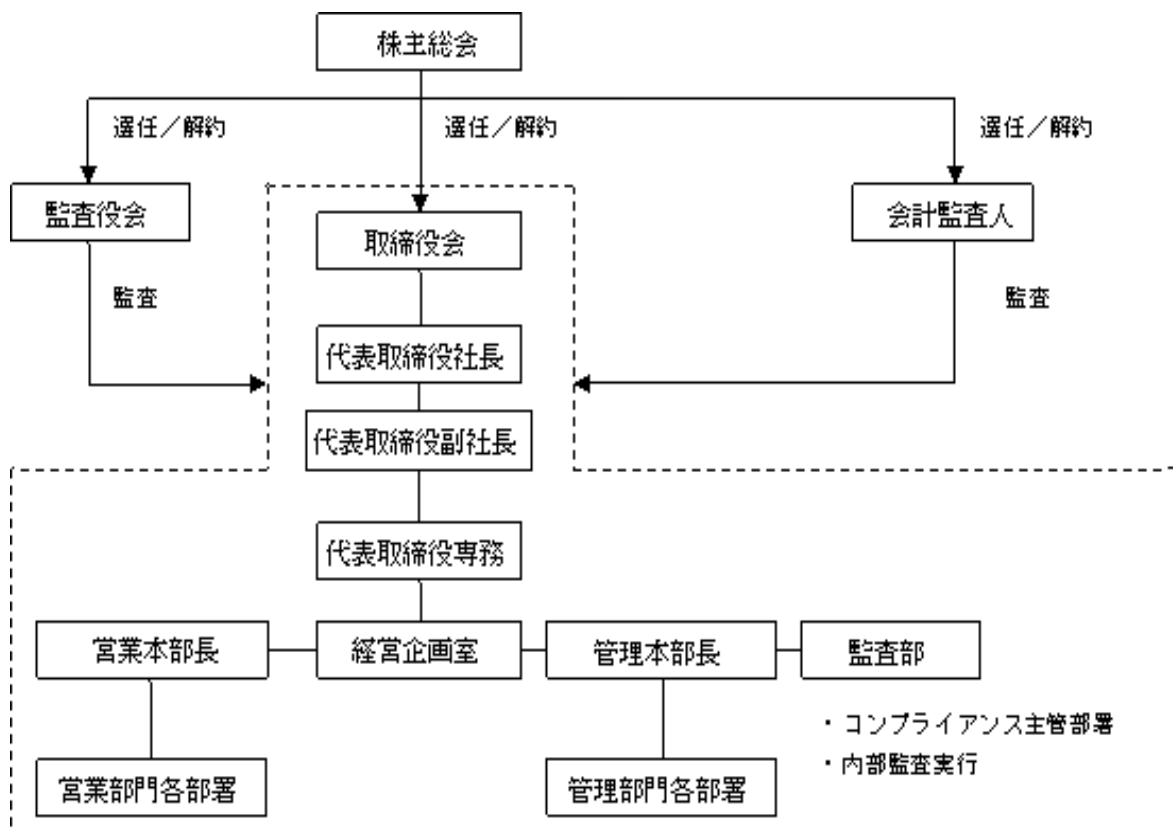 株主総会
選任／解約
選任／解約
選任／解約
監査役会
取締役会
会計監査人
監査
監査
代表取締役社長
代表取締役副社長
代表取締役専務
営業本部長
経営企画室
管理本部長
監査部
・コンプライアンス主管部署
・内部監査実行
営業部門各部署
管理部門各部署